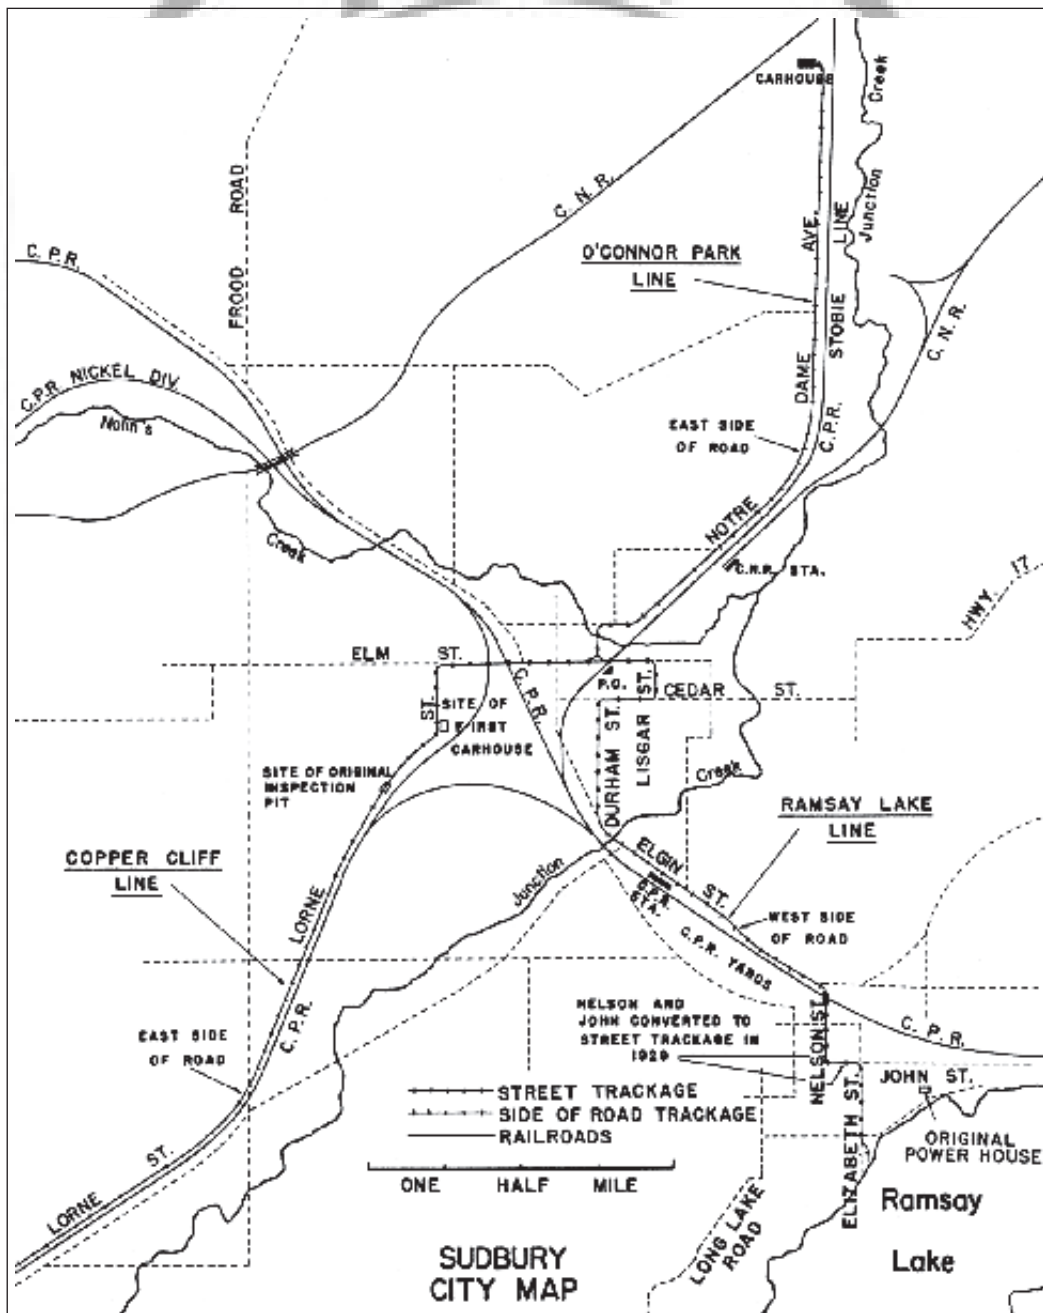 CARHOUSE
Creek
Junction
C. N. R.
FROOD ROAD
C. P. R.
O'CONNOR PARK
LINE
NOTRE DAME AVE.
C.P.R. STOBIE LINE
C. N. R.
C.P.R. NICKEL DIV.
Nolin's
Creek
EAST SIDE
OF ROAD
C.N.R. STA.
HWY. 17
ELM ST.
C. P. R.
P.O.
CEDAR ST.
ST.
SITE OF
FIRST
CARHOUSE
DURHAM ST.
LISGAR ST.
SITE OF ORIGINAL
INSPECTION
PIT
Creek
RAMSAY LAKE
LINE
COPPER CLIFF
LINE
Junction
ELGIN ST.
C.P.R.
STA.
WEST SIDE
OF ROAD
LORNE
C.P.R. YARDS
C. P. R.
NELSON AND
JOHN CONVERTED TO
STREET TRACKAGE IN
1929
EAST SIDE
OF ROAD
NELSON ST.
C. P. R.
JOHN ST.
STREET TRACKAGE
SIDE OF ROAD TRACKAGE
RAILROADS
ELIZABETH ST.
ORIGINAL
POWER HOUSE
ONE HALF MILE
LORNE ST.
LONG LAKE
ROAD
Ramsay
Lake
SUDBURY
CITY MAP